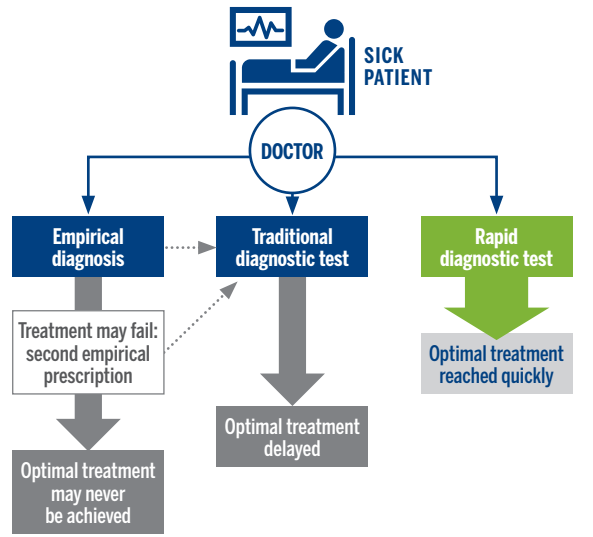 SICK
PATIENT
DOCTOR
Empirical
diagnosis
Traditional
diagnostic test
Rapid
diagnostic test
Treatment may fail:
second empirical
prescription
Optimal treatment
reached quickly
Optimal treatment
delayed
Optimal treatment
may never
be achieved